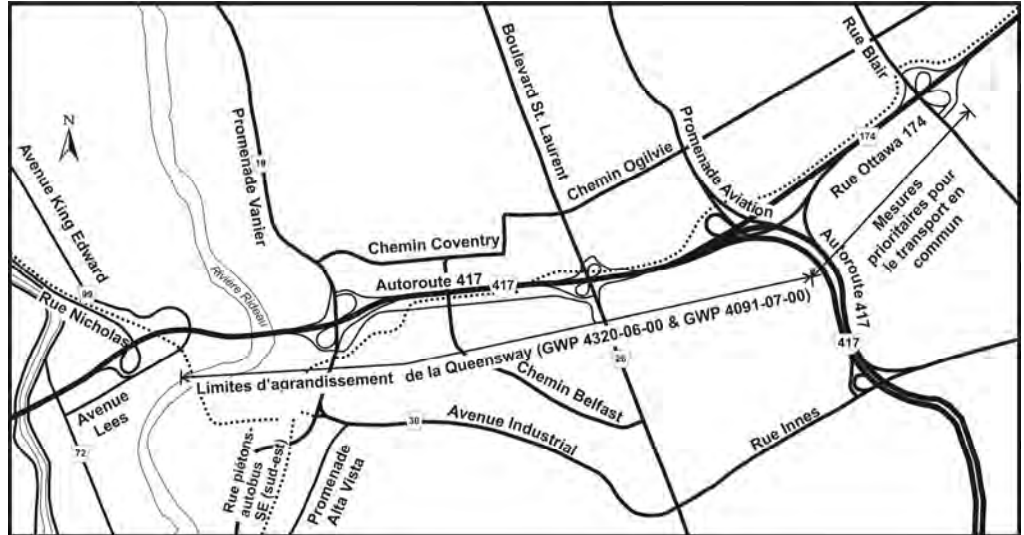 N
Avenue King Edward
99
Rue Nicholas
Avenue
Lees
72
Rivière Rideau
Promenade Vanier
19
Chemin Coventry
Autoroute 417
417
Boulevard St. Laurent
Chemin Ogilvie
Promenade Aviation
Rue Blair
174
Rue Ottawa 174
Mesures
prioritaires pour
le transport en
commun
Autoroute 417
417
Limites d'agrandissement de la Queensway (GWP 4320-06-00 & GWP 4091-07-00)
26
Chemin Belfast
30
Avenue Industrial
Rue Innes
Rue piétons-
autobus
SE (sud-est)
Promenade
Alta Vista